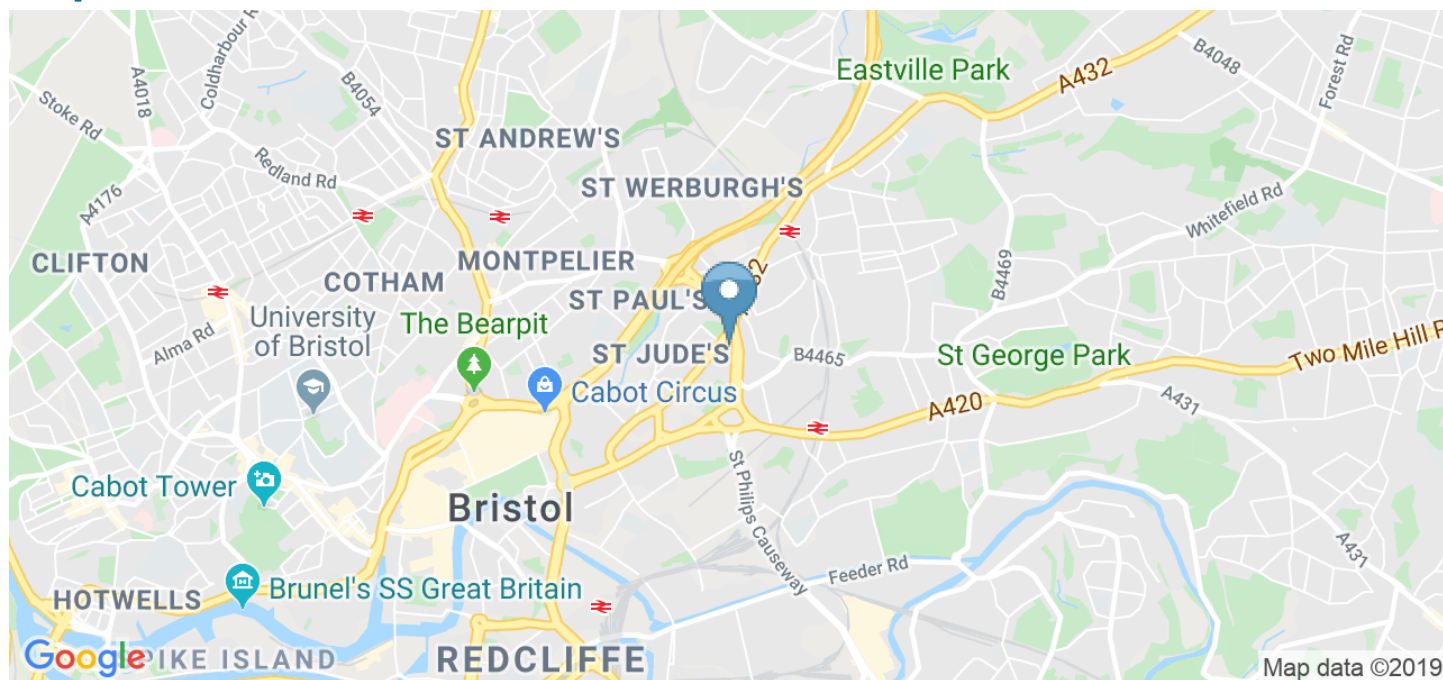 Eastville Park
A432
B4048
Forest Rd
Coldharbour Rd
A4018
B4054
Stoke Rd
ST ANDREW'S
Redland Rd
ST WERBURGH'S
A4176
Whitefield Rd
CLIFTON
MONTPELIER
COTHAM
B4469
ST PAUL'S
University
of Bristol
The Bearpit
Alma Rd
ST JUDE'S
B4465
St George Park
Two Mile Hill
Cabot Circus
A420
A431
Cabot Tower
Bristol
St Philips Causeway
A431
Feeder Rd
Brunel's SS Great Britain
HOTWELLS
Google
PIKE ISLAND
REDCLIFFE
Map data ©2019